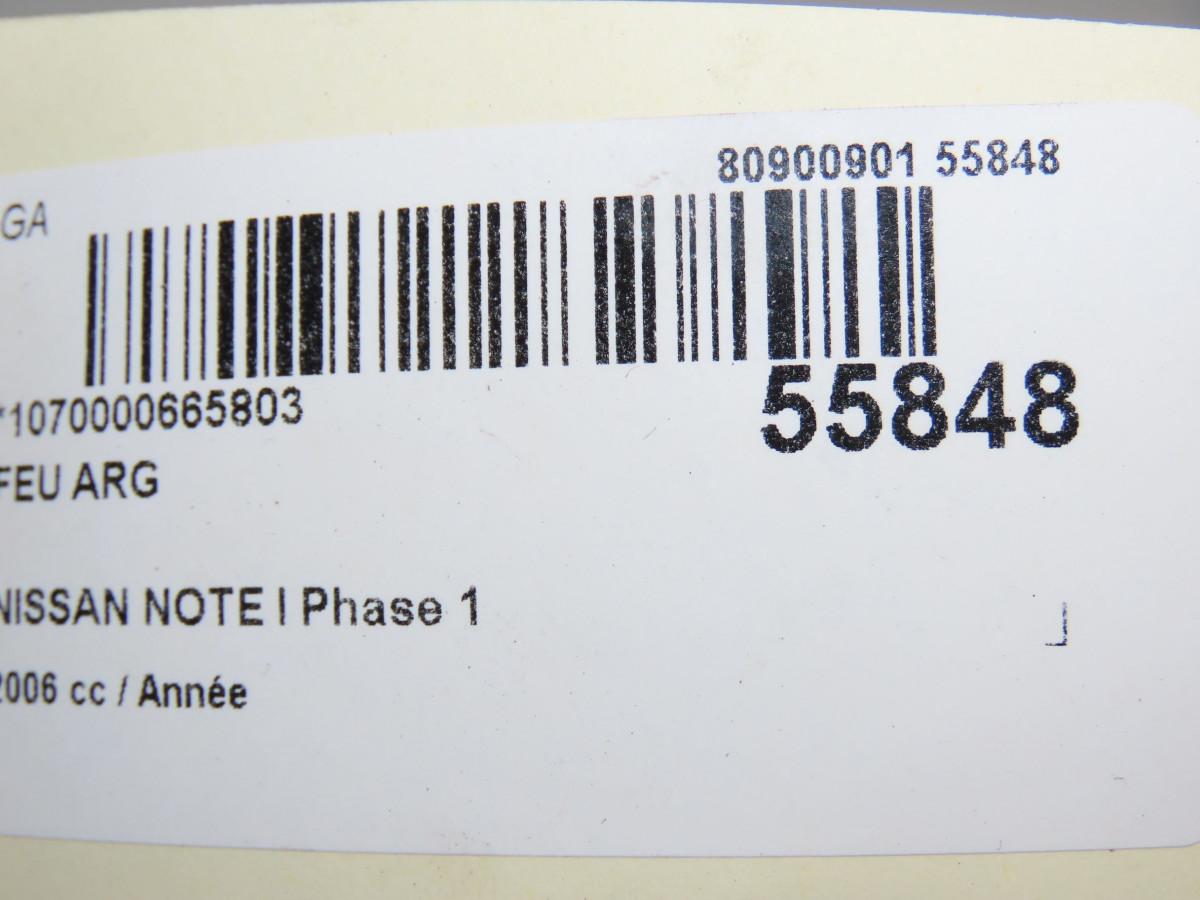 80900901 55848
GA
*1070000665803
55848
FEU ARG
NISSAN NOTE I Phase 1
2006 cc / Année